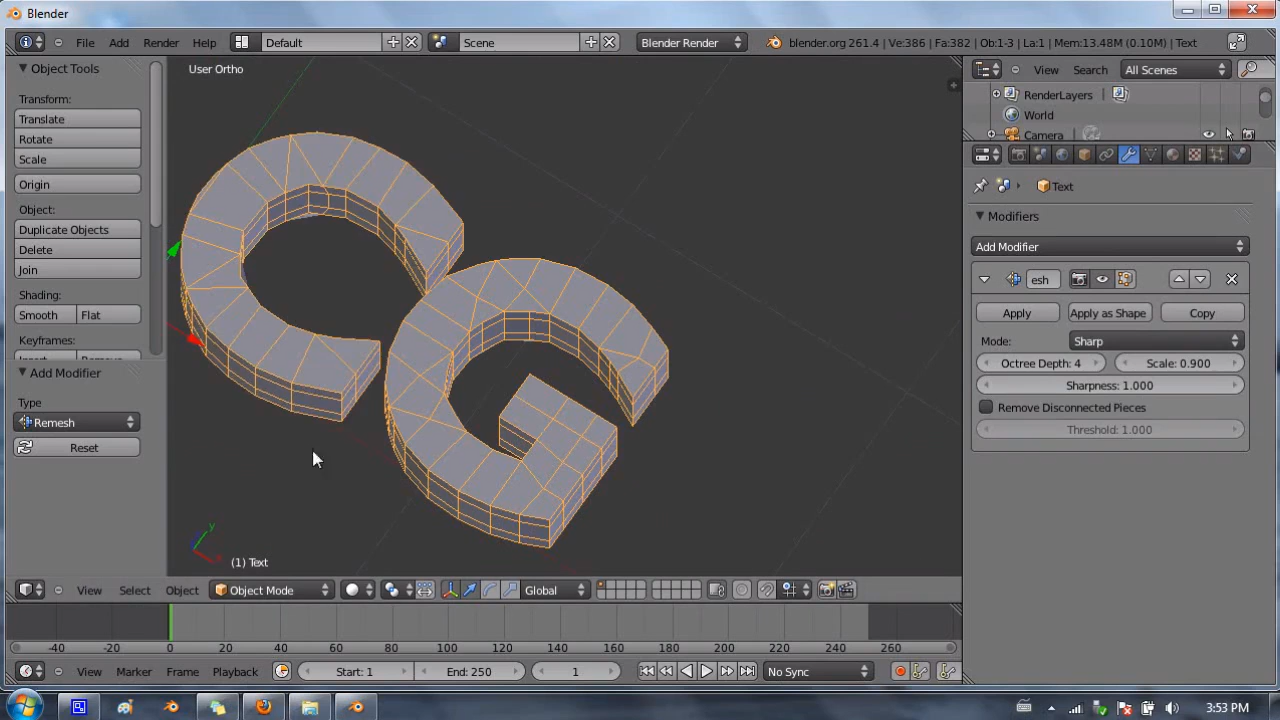 Blender
File Add Render Help Default Scene Blender Render blender.org 261.4 | Ve:386 | Fa:382 | Ob:1-3 | La:1 | Mem:13.48M (0.10M) | Text
Object Tools
Transform:
Translate
Rotate
Scale
Origin
Object:
Duplicate Objects
Delete
Join
Shading:
Smooth Flat
Keyframes:
Add Modifier
Type
Remesh
Reset
User Ortho
CG
y
(1) Text
View Select Object Object Mode Global
-40 -20 0 20 40 60 80 100 120 140 160 180 200 220 240 260
View Marker Frame Playback Start: 1 End: 250 1 No Sync
View Search All Scenes
RenderLayers
World
Camera
Text
Modifiers
Add Modifier
esh
Apply Apply as Shape Copy
Mode: Sharp
Octree Depth: 4 Scale: 0.900
Sharpness: 1.000
Remove Disconnected Pieces
Threshold: 1.000
3:53 PM